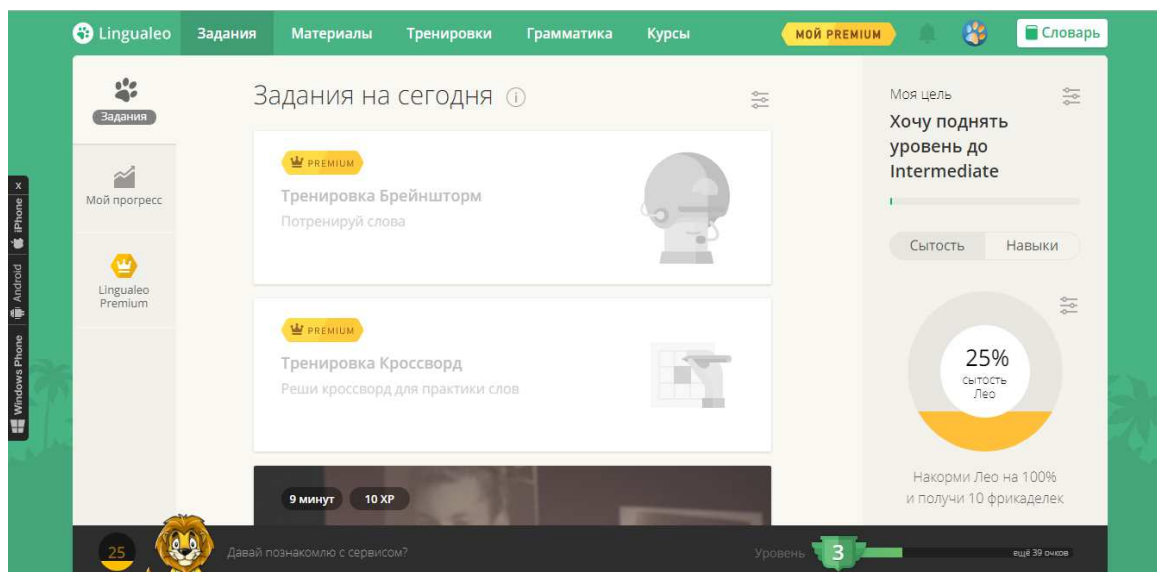 Lingualeo
Задания
Материалы
Тренировки
Грамматика
Курсы
МОЙ PREMIUM
Словарь
Задания
Мой прогресс
Lingualeo
Premium
x
iPhone
Android
Windows Phone
Задания на сегодня i
PREMIUM
Тренировка Брейншторм
Потренируй слова
PREMIUM
Тренировка Кроссворд
Реши кроссворд для практики слов
9 минут
10 XP
Моя цель
Хочу поднять
уровень до
Intermediate
Сытость
Навыки
25%
сытость
Лео
Накорми Лео на 100%
и получи 10 фрикаделек
25
Давай познакомлю с сервисом?
Уровень
3
ещё 39 очков